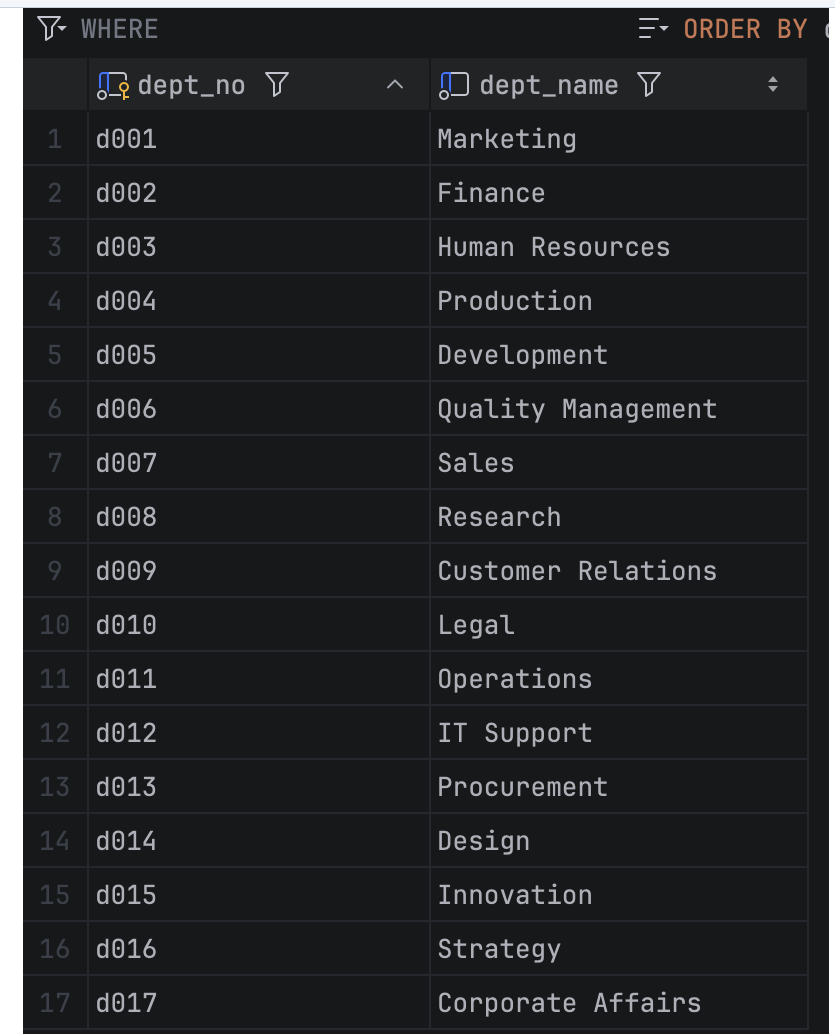 WHERE ORDER BY
dept_no dept_name
1 d001 Marketing
2 d002 Finance
3 d003 Human Resources
4 d004 Production
5 d005 Development
6 d006 Quality Management
7 d007 Sales
8 d008 Research
9 d009 Customer Relations
10 d010 Legal
11 d011 Operations
12 d012 IT Support
13 d013 Procurement
14 d014 Design
15 d015 Innovation
16 d016 Strategy
17 d017 Corporate Affairs